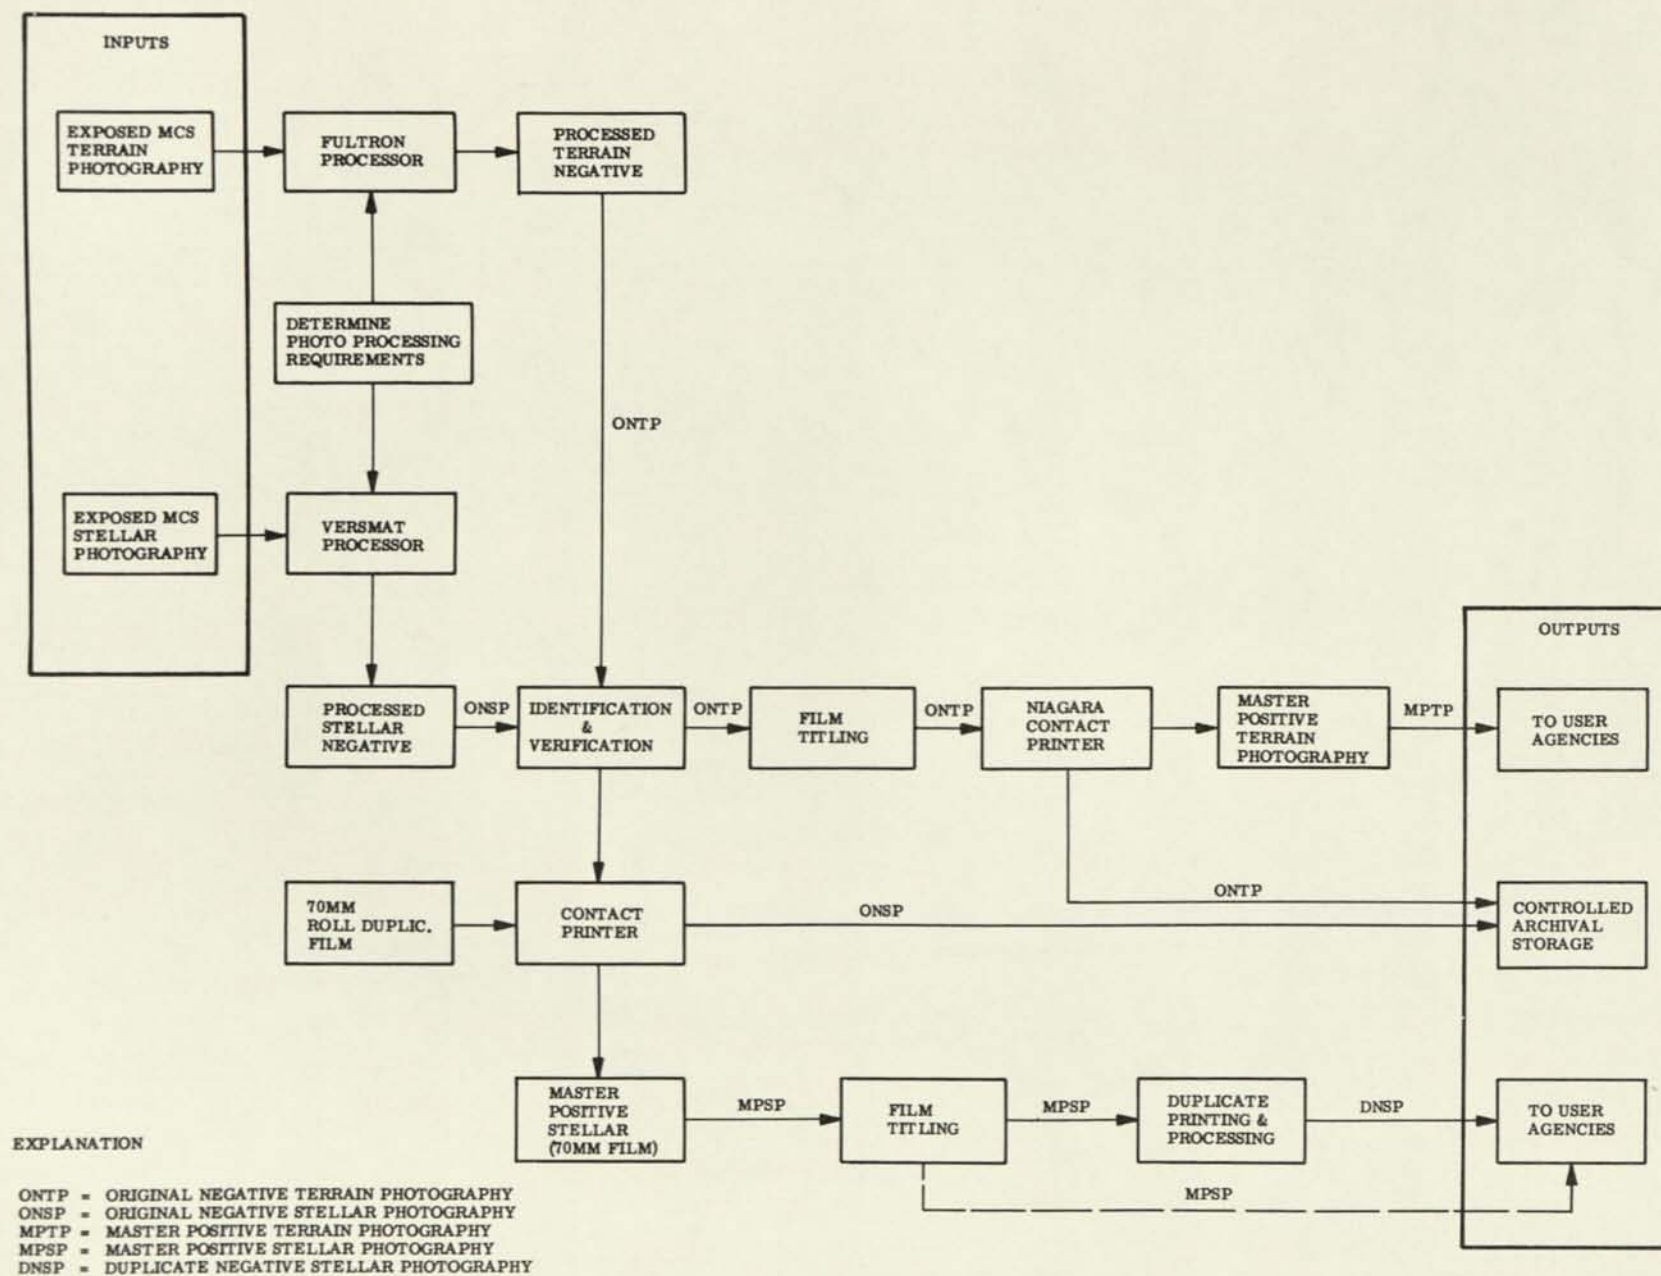 INPUTS
EXPOSED MCS
TERRAIN
PHOTOGRAPHY
FULTRON
PROCESSOR
PROCESSED
TERRAIN
NEGATIVE
DETERMINE
PHOTO PROCESSING
REQUIREMENTS
ONTP
EXPOSED MCS
STELLAR
PHOTOGRAPHY
VERSMAT
PROCESSOR
OUTPUTS
PROCESSED
STELLAR
NEGATIVE
ONSP
IDENTIFICATION
&
VERIFICATION
ONTP
FILM
TITLING
ONTP
NIAGARA
CONTACT
PRINTER
MASTER
POSITIVE
TERRAIN
PHOTOGRAPHY
MPTP
TO USER
AGENCIES
70MM
ROLL DUPLIC.
FILM
CONTACT
PRINTER
ONSP
ONTP
CONTROLLED
ARCHIVAL
STORAGE
MASTER
POSITIVE
STELLAR
(70MM FILM)
MPSP
FILM
TITLING
MPSP
DUPLICATE
PRINTING &
PROCESSING
DNSP
TO USER
AGENCIES
MPSP
EXPLANATION
ONTP = ORIGINAL NEGATIVE TERRAIN PHOTOGRAPHY
ONSP = ORIGINAL NEGATIVE STELLAR PHOTOGRAPHY
MPTP = MASTER POSITIVE TERRAIN PHOTOGRAPHY
MPSP = MASTER POSITIVE STELLAR PHOTOGRAPHY
DNSP = DUPLICATE NEGATIVE STELLAR PHOTOGRAPHY